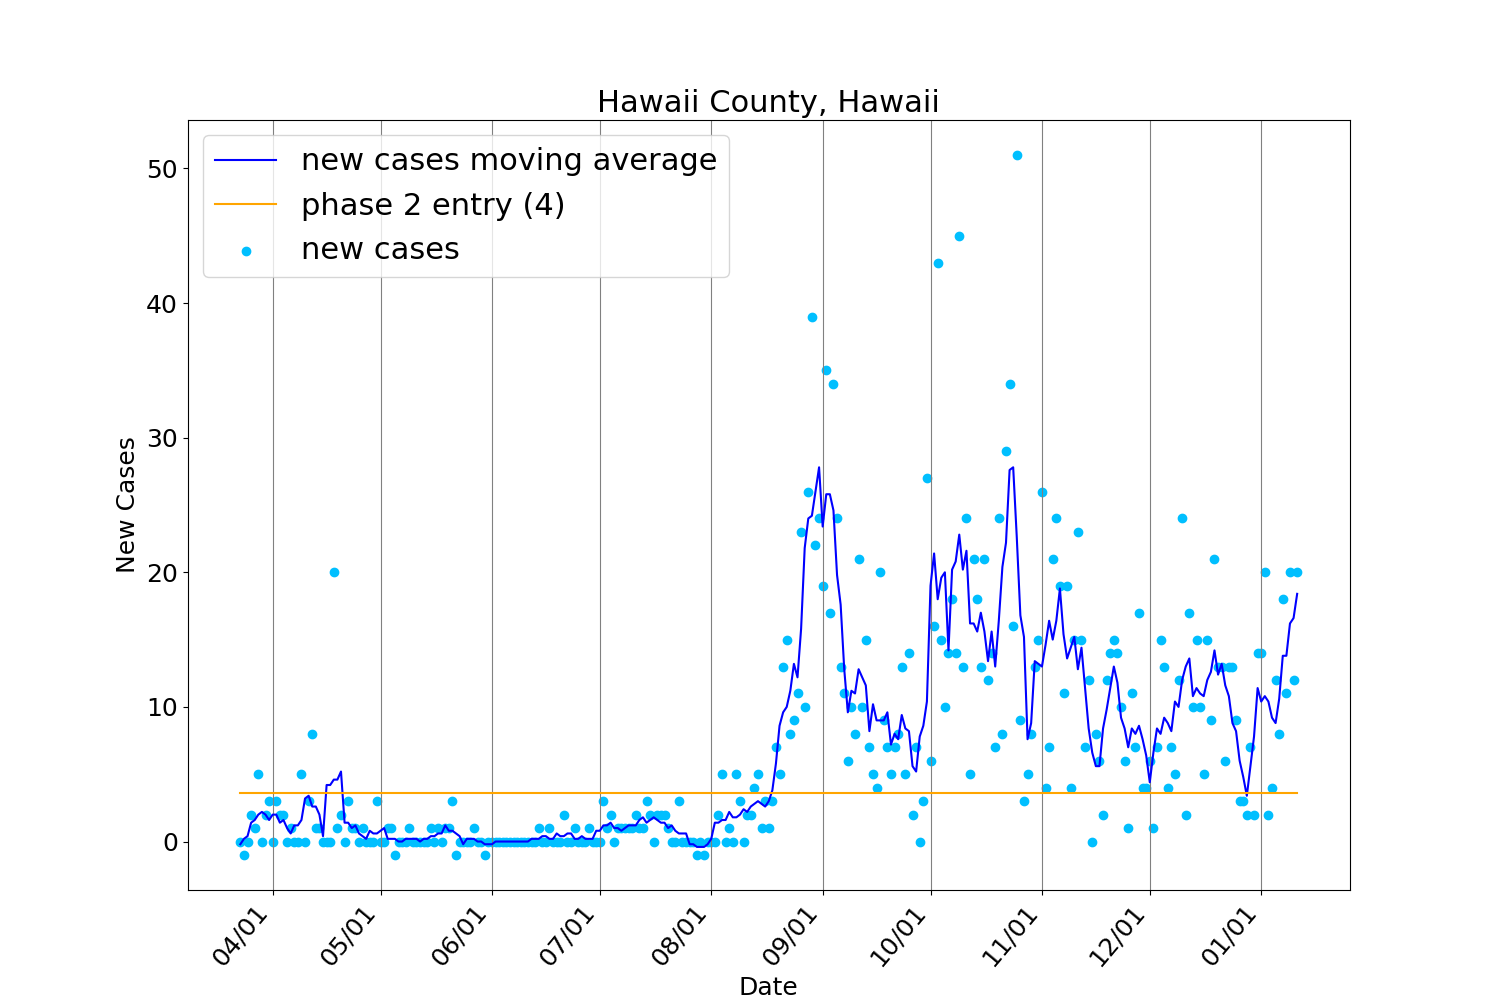 Hawaii County, Hawaii
new cases moving average
phase 2 entry (4)
new cases
50
40
30
20
10
0
New Cases
04/01
05/01
06/01
07/01
08/01
09/01
10/01
11/01
12/01
01/01
Date